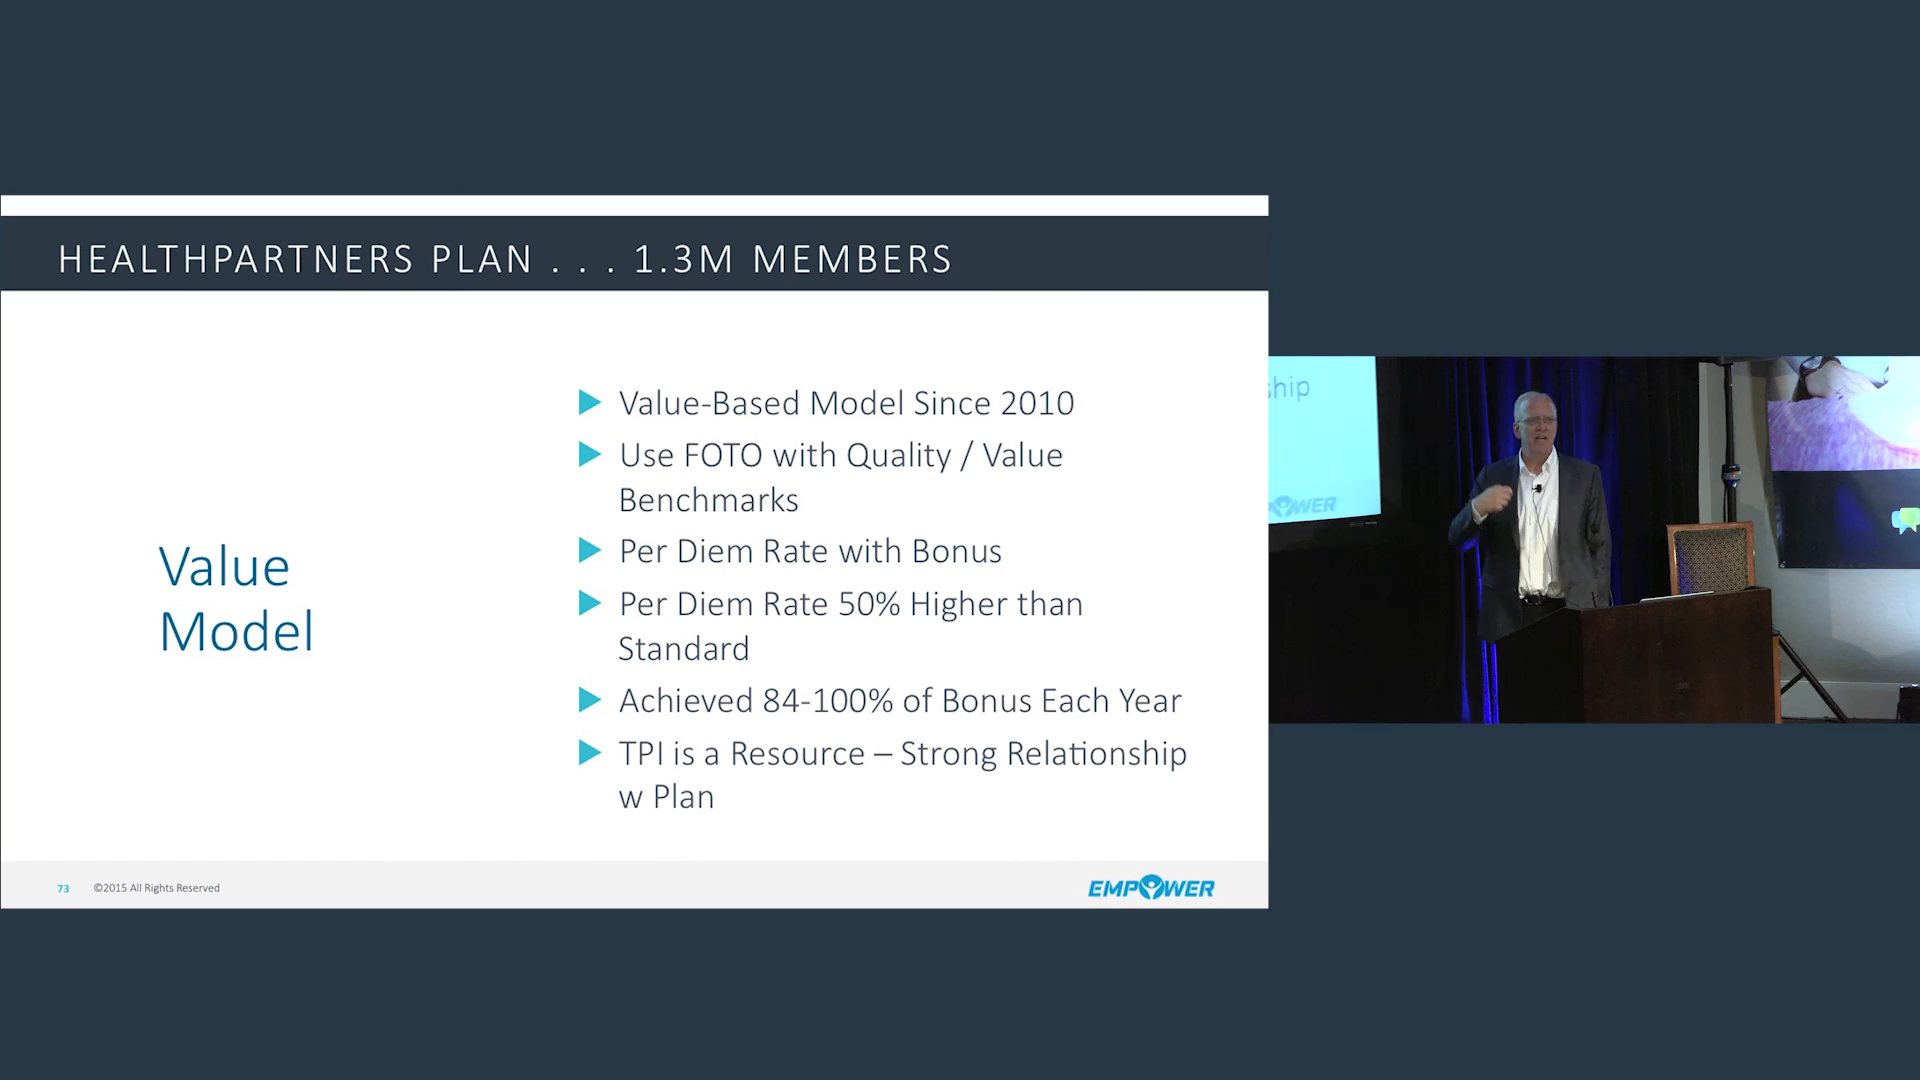 HEALTHPARTNERS PLAN . . . 1.3M MEMBERS
Value
Model
Value-Based Model Since 2010
Use FOTO with Quality / Value
Benchmarks
Per Diem Rate with Bonus
Per Diem Rate 50% Higher than
Standard
Achieved 84-100% of Bonus Each Year
TPI is a Resource – Strong Relationship
w Plan
73 ©2015 All Rights Reserved
EMPOWER
ship
POWER